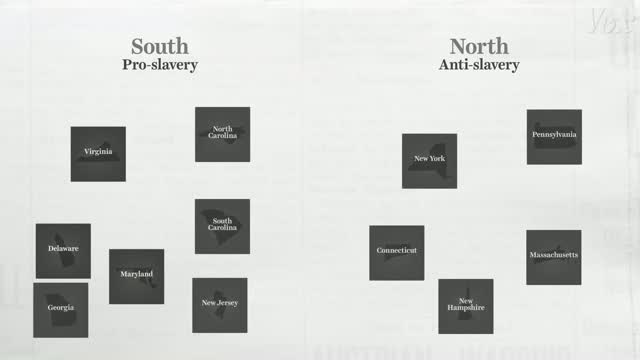 Vox
South
Pro-slavery
North
Anti-slavery
Virginia
North
Carolina
South
Carolina
Delaware
Maryland
Georgia
New Jersey
New York
Pennsylvania
Connecticut
Massachusetts
New
Hampshire